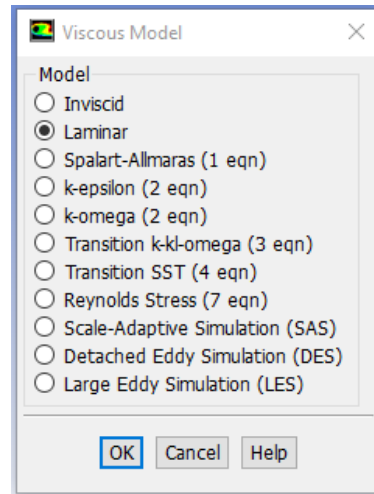 Viscous Model
Model
Inviscid
Laminar
Spalart-Allmaras (1 eqn)
k-epsilon (2 eqn)
k-omega (2 eqn)
Transition k-kl-omega (3 eqn)
Transition SST (4 eqn)
Reynolds Stress (7 eqn)
Scale-Adaptive Simulation (SAS)
Detached Eddy Simulation (DES)
Large Eddy Simulation (LES)
OK Cancel Help